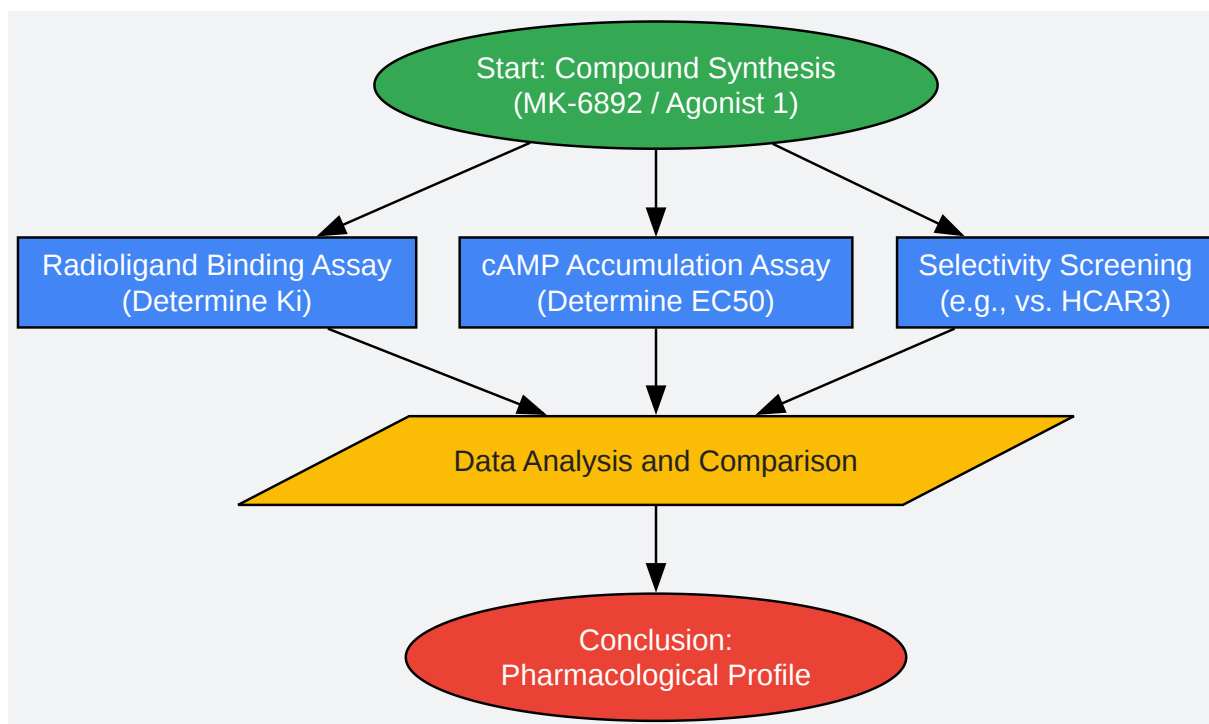 Start: Compound Synthesis
(MK-6892 / Agonist 1)
Radioligand Binding Assay
(Determine Ki)
cAMP Accumulation Assay
(Determine EC50)
Selectivity Screening
(e.g., vs. HCAR3)
Data Analysis and Comparison
Conclusion:
Pharmacological Profile